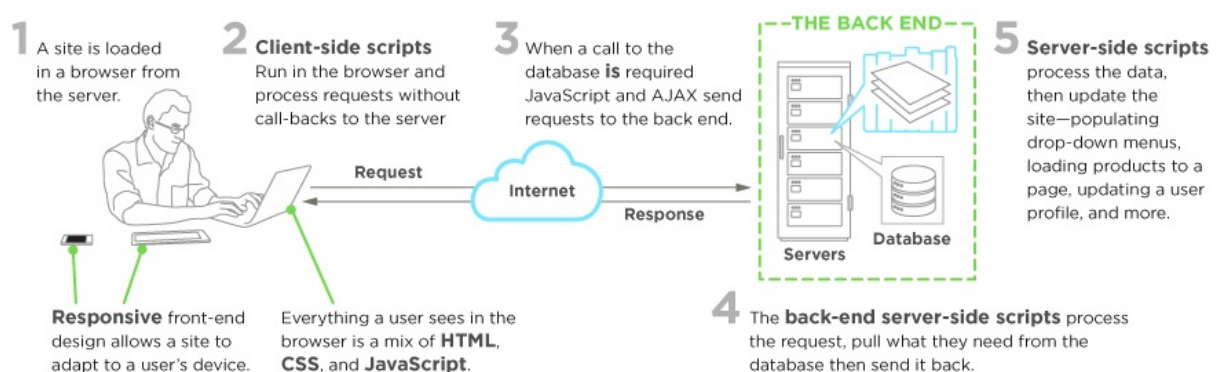 1
A site is loaded
in a browser from
the server.
2
Client-side scripts
Run in the browser and
process requests without
call-backs to the server
3
When a call to the
database is required
JavaScript and AJAX send
requests to the back end.
THE BACK END
5
Server-side scripts
process the data,
then update the
site—populating
drop-down menus,
loading products to a
page, updating a user
profile, and more.
Request
Internet
Response
Servers
Database
Responsive front-end
design allows a site to
adapt to a user's device.
Everything a user sees in the
browser is a mix of HTML,
CSS, and JavaScript.
4
The back-end server-side scripts process
the request, pull what they need from the
database then send it back.